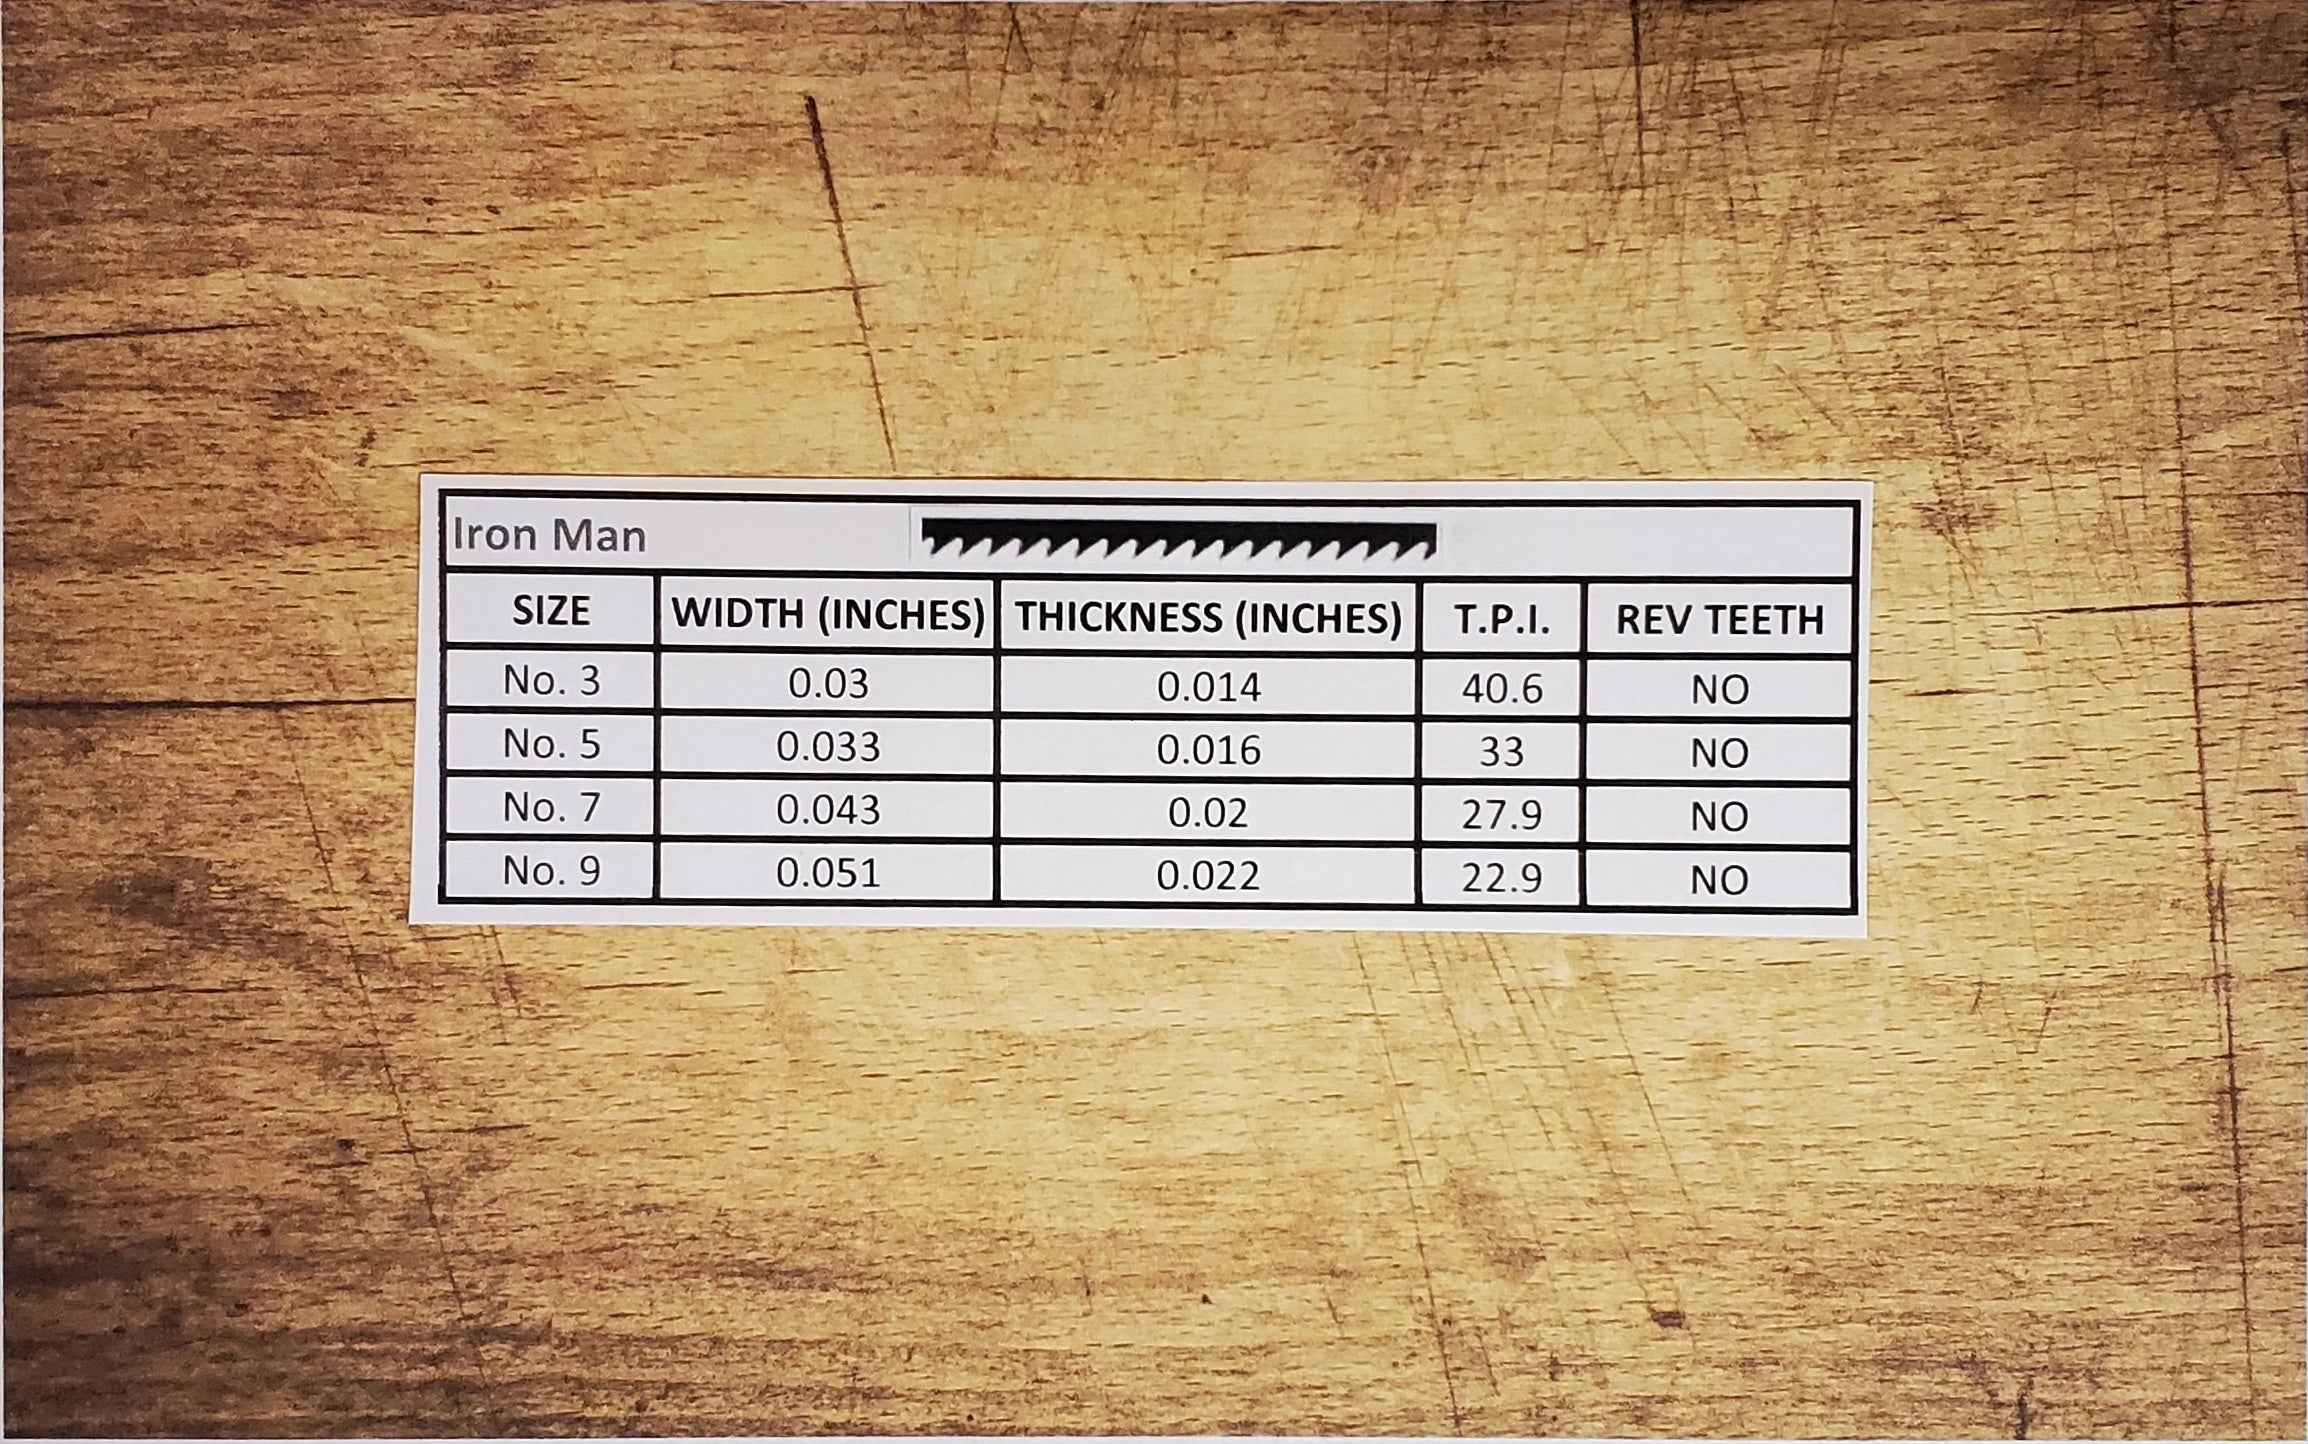 Iron Man
SIZE WIDTH (INCHES) THICKNESS (INCHES) T.P.I. REV TEETH
No. 3 0.03 0.014 40.6 NO
No. 5 0.033 0.016 33 NO
No. 7 0.043 0.02 27.9 NO
No. 9 0.051 0.022 22.9 NO